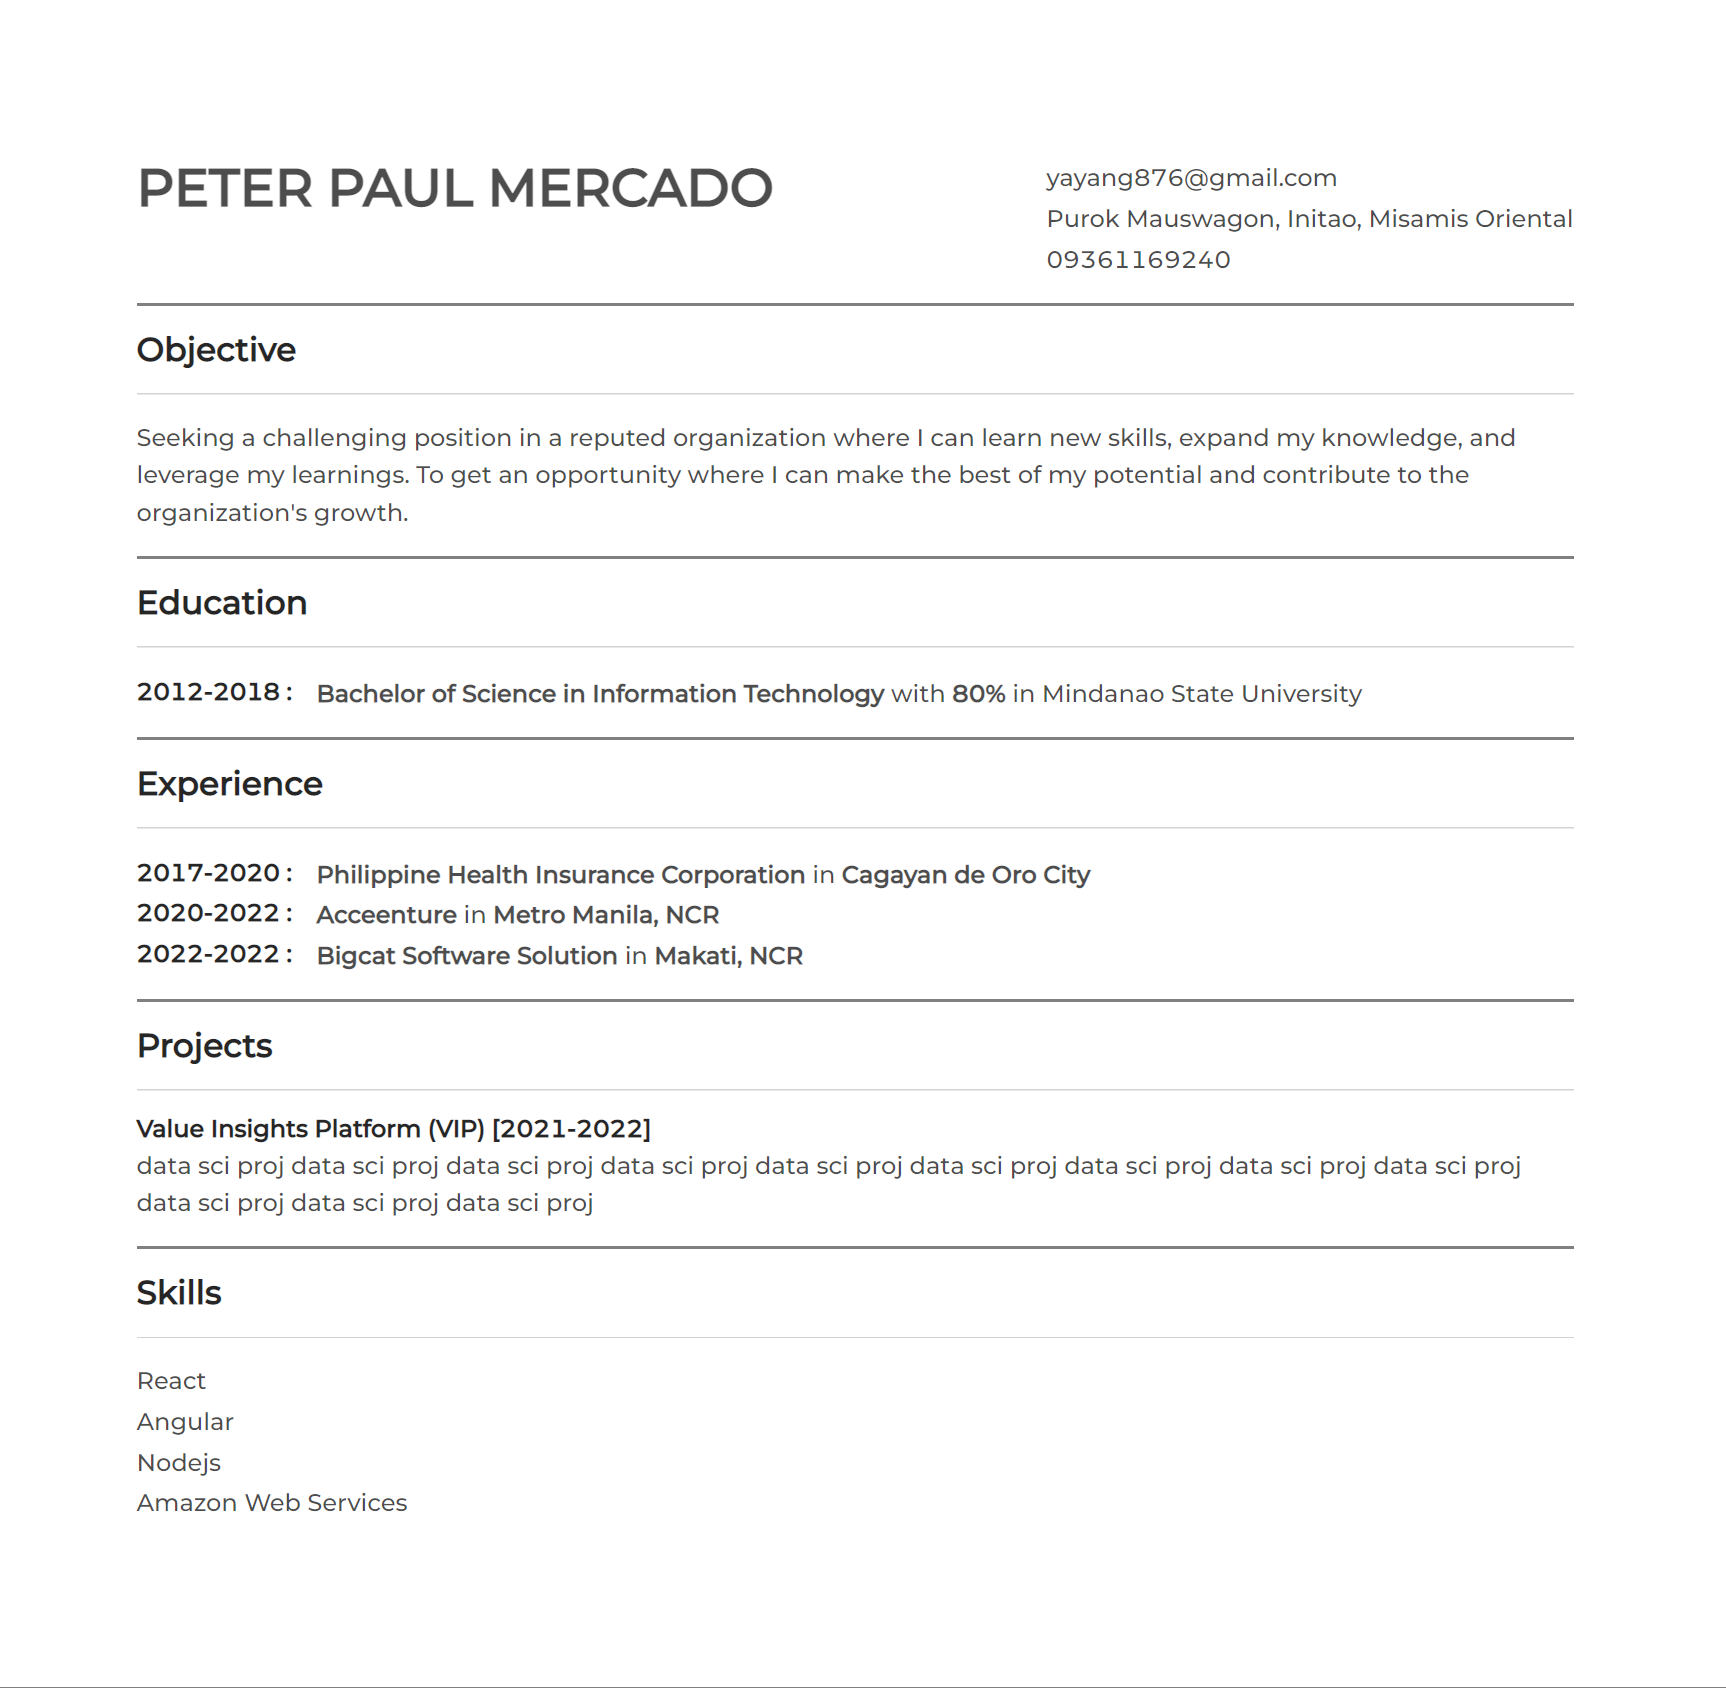 PETER PAUL MERCADO
yayang876@gmail.com
Purok Mauswagon, Initao, Misamis Oriental
09361169240
Objective
Seeking a challenging position in a reputed organization where I can learn new skills, expand my knowledge, and
leverage my learnings. To get an opportunity where I can make the best of my potential and contribute to the
organization's growth.
Education
2012-2018 : Bachelor of Science in Information Technology with 80% in Mindanao State University
Experience
2017-2020 : Philippine Health Insurance Corporation in Cagayan de Oro City
2020-2022 : Acceenture in Metro Manila, NCR
2022-2022 : Bigcat Software Solution in Makati, NCR
Projects
Value Insights Platform (VIP) [2021-2022]
data sci proj data sci proj data sci proj data sci proj data sci proj data sci proj data sci proj data sci proj data sci proj
data sci proj data sci proj data sci proj
Skills
React
Angular
Nodejs
Amazon Web Services